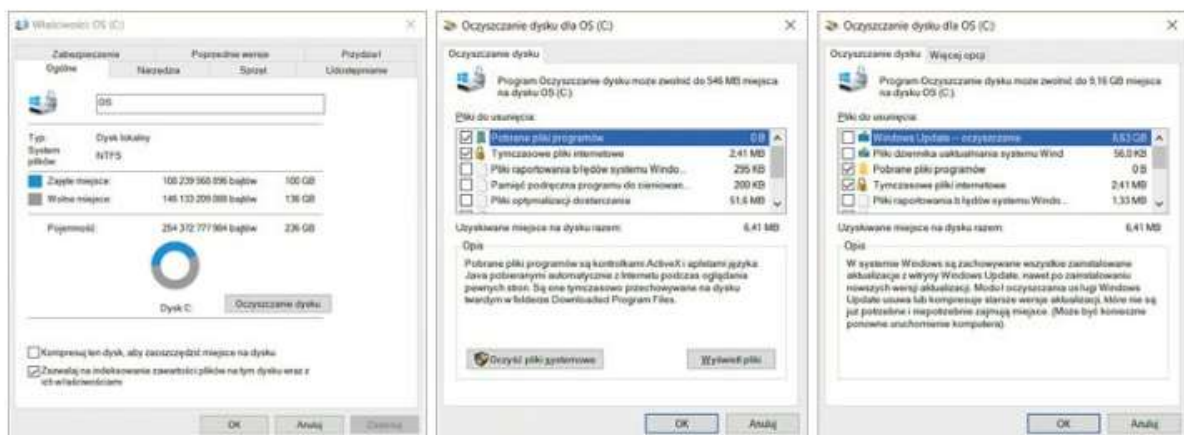 Właściwości OS (C:)
Zabezpieczenia Poprzednie wersje Przydział
Ogólne Narzędzia Sprzęt Udostępnianie
OS
Typ: Dysk lokalny
System plików: NTFS
Zajęte miejsce: 100 GB
Wolne miejsce: 136 GB
Pojemność: 254 372 777 984 bajtów 236 GB
Dysk C: Oczyszczanie dysku
Kompresuj ten dysk, aby zaoszczędzić miejsce na dysku
Zezwalaj na indeksowanie zawartości plików na tym dysku wraz z
ich właściwościami
OK Anuluj Zastosuj
Oczyszczanie dysku dla OS (C:)
Oczyszczanie dysku
Program Oczyszczanie dysku może zwolnić do 546 MB miejsca
na dysku OS (C:).
Pliki do usunięcia:
Pobrane pliki programów 0 B
Tymczasowe pliki internetowe 2,41 MB
Pliki raportowania błędów systemu Windo... 295 KB
Pamięć podręczna programu do cieniowan... 200 KB
Pliki optymalizacji dostarczania 51,6 MB
Uzyskiwane miejsce na dysku razem: 6,41 MB
Opis
Pobrane pliki programów są kontrolkami ActiveX i apletami języka
Java pobieranymi automatycznie z Internetu podczas oglądania
pewnych stron. Są one tymczasowo przechowywane na dysku
twardym w folderze Downloaded Program Files.
Oczyść pliki systemowe Wyświetl pliki
OK Anuluj
Oczyszczanie dysku dla OS (C:)
Oczyszczanie dysku Więcej opcji
Program Oczyszczanie dysku może zwolnić do 9,16 GB miejsca
na dysku OS (C:).
Pliki do usunięcia:
Windows Update – oczyszczanie 8,63 GB
Pliki dziennika uaktualniania systemu Wind 56,0 KB
Pobrane pliki programów 0 B
Tymczasowe pliki internetowe 2,41 MB
Pliki raportowania błędów systemu Windo... 1,33 MB
Uzyskiwane miejsce na dysku razem: 6,41 MB
Opis
W systemie Windows są zachowywane wszystkie zainstalowane
aktualizacje z witryny Windows Update, nawet po zainstalowaniu
nowszych wersji aktualizacji. Moduł oczyszczania usługi Windows
Update usuwa lub kompresuje starsze wersje aktualizacji, które nie są
już potrzebne i niepotrzebnie zajmują miejsce. (Może być konieczne
ponowne uruchomienie komputera).
OK Anuluj